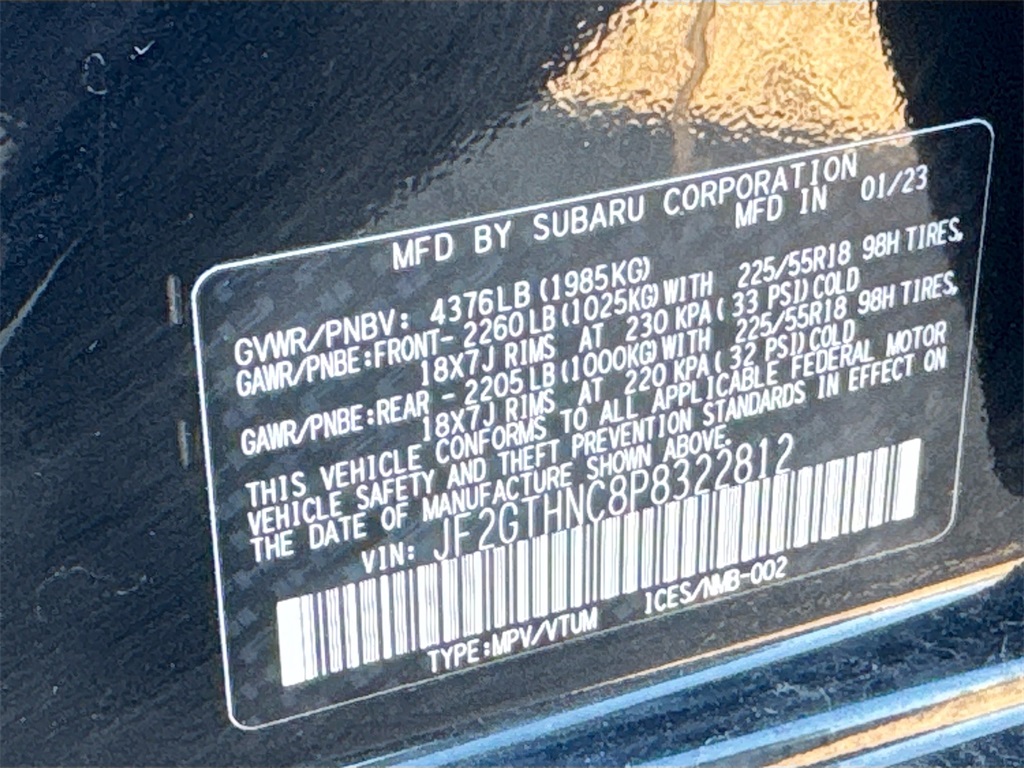 MFD BY SUBARU CORPORATION
MFD IN 01/23
GVWR/PNBV: 4376LB (1985KG)
GAWR/PNBE:FRONT- 2260 LB (1025KG) WITH 225/55R18 98H TIRES,
18X7J RIMS AT 230 KPA ( 33 PSI) COLD
GAWR/PNBE:REAR - 2205 LB (1000KG) WITH 225/55R18 98H TIRES,
18X7J RIMS AT 220 KPA ( 32 PSI) COLD
THIS VEHICLE CONFORMS TO ALL APPLICABLE FEDERAL MOTOR
VEHICLE SAFETY AND THEFT PREVENTION STANDARDS IN EFFECT ON
THE DATE OF MANUFACTURE SHOWN ABOVE.
VIN: JF2GTHNC8P8322812
TYPE:MPV/VTUM ICES/NMB-002